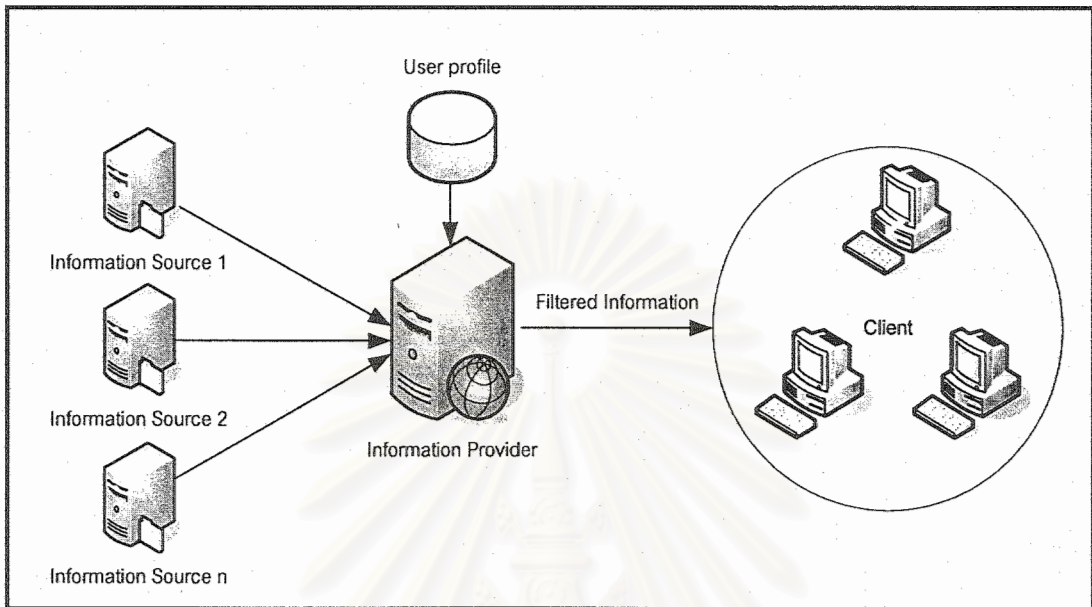 User profile
Information Source 1
Filtered Information
Client
Information Source 2
Information Provider
Information Source n